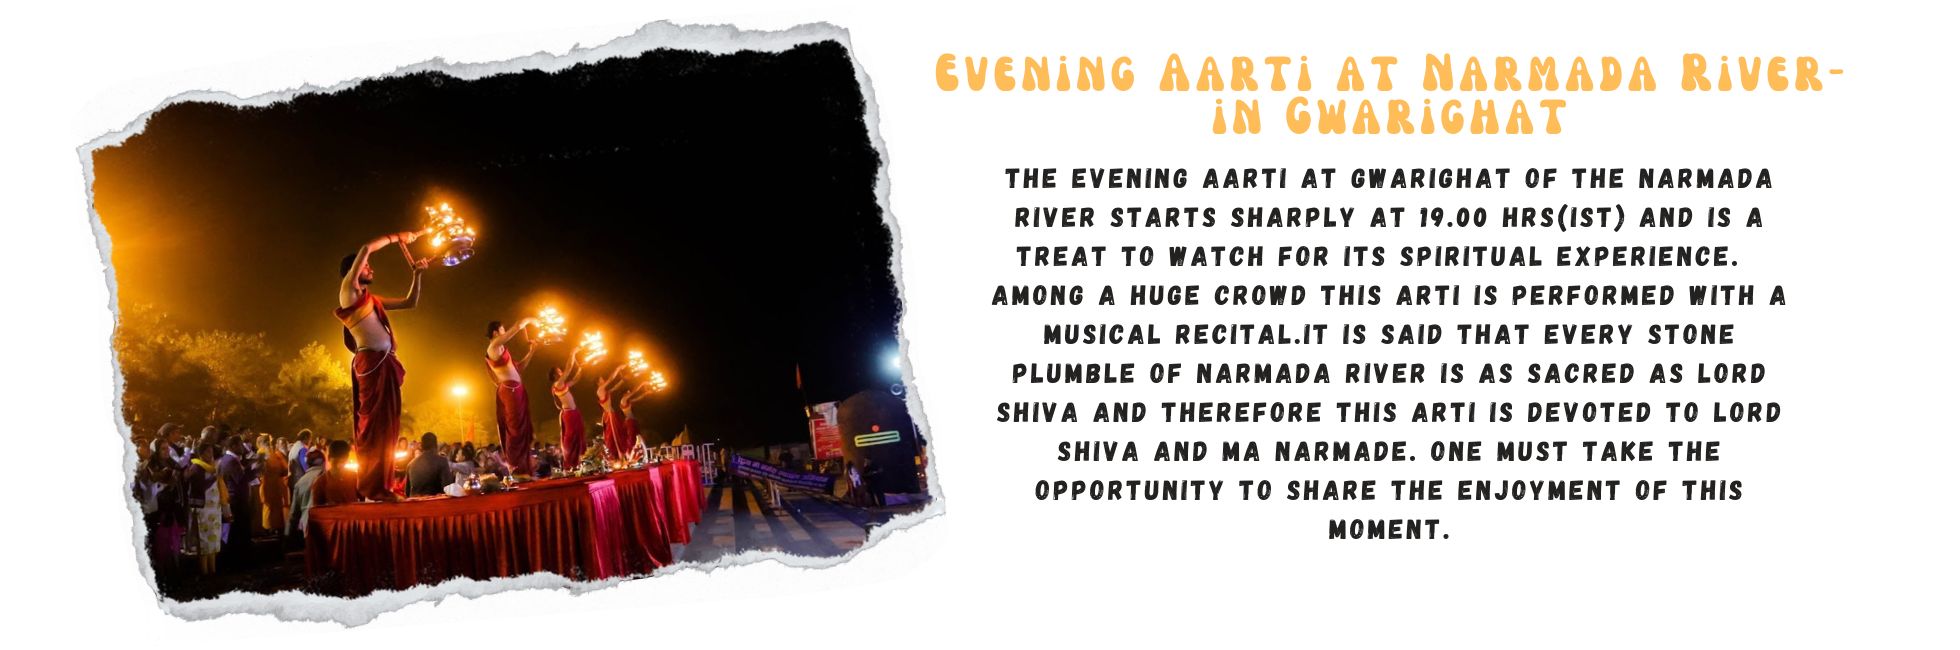 Evening Aarti at Narmada River-
in Gwarighat
THE EVENING AARTI AT GWARIGHAT OF THE NARMADA
RIVER STARTS SHARPLY AT 19.00 HRS(IST) AND IS A
TREAT TO WATCH FOR ITS SPIRITUAL EXPERIENCE.
AMONG A HUGE CROWD THIS ARTI IS PERFORMED WITH A
MUSICAL RECITAL.IT IS SAID THAT EVERY STONE
PLUMBLE OF NARMADA RIVER IS AS SACRED AS LORD
SHIVA AND THEREFORE THIS ARTI IS DEVOTED TO LORD
SHIVA AND MA NARMADE. ONE MUST TAKE THE
OPPORTUNITY TO SHARE THE ENJOYMENT OF THIS
MOMENT.